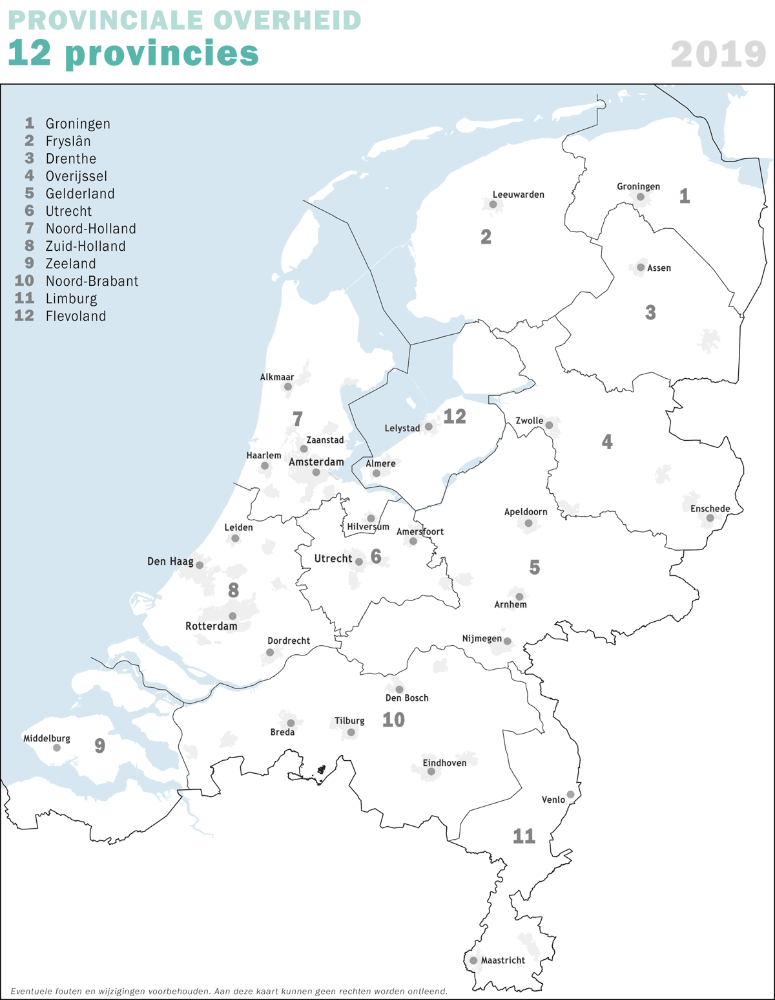 PROVINCIALE OVERHEID
12 provincies
2019
1 Groningen
2 Fryslân
3 Drenthe
4 Overijssel
5 Gelderland
6 Utrecht
7 Noord-Holland
8 Zuid-Holland
9 Zeeland
10 Noord-Brabant
11 Limburg
12 Flevoland
Groningen
1
Leeuwarden
2
Assen
3
Alkmaar
7
12
Zwolle
Lelystad
4
Zaanstad
Haarlem
Amsterdam
Almere
Enschede
Apeldoorn
Leiden
Hilversum
Amersfoort
Den Haag
Utrecht
6
5
8
Arnhem
Rotterdam
Nijmegen
Dordrecht
Den Bosch
10
Tilburg
Breda
Middelburg
9
Eindhoven
Venlo
11
Maastricht
Eventuele fouten en wijzigingen voorbehouden. Aan deze kaart kunnen geen rechten worden ontleend.